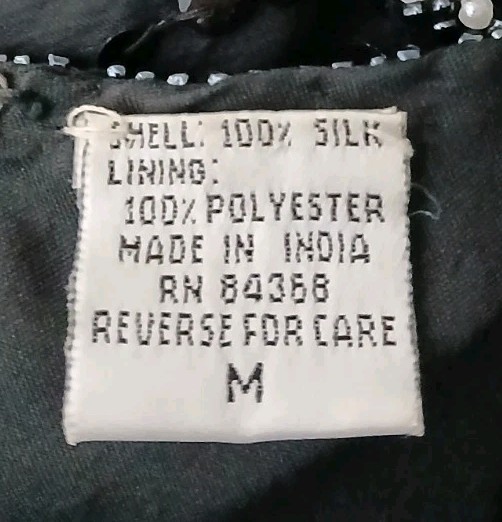 SHELL: 100% SILK
LINING:
100% POLYESTER
MADE IN INDIA
RN 84368
REVERSE FOR CARE
M